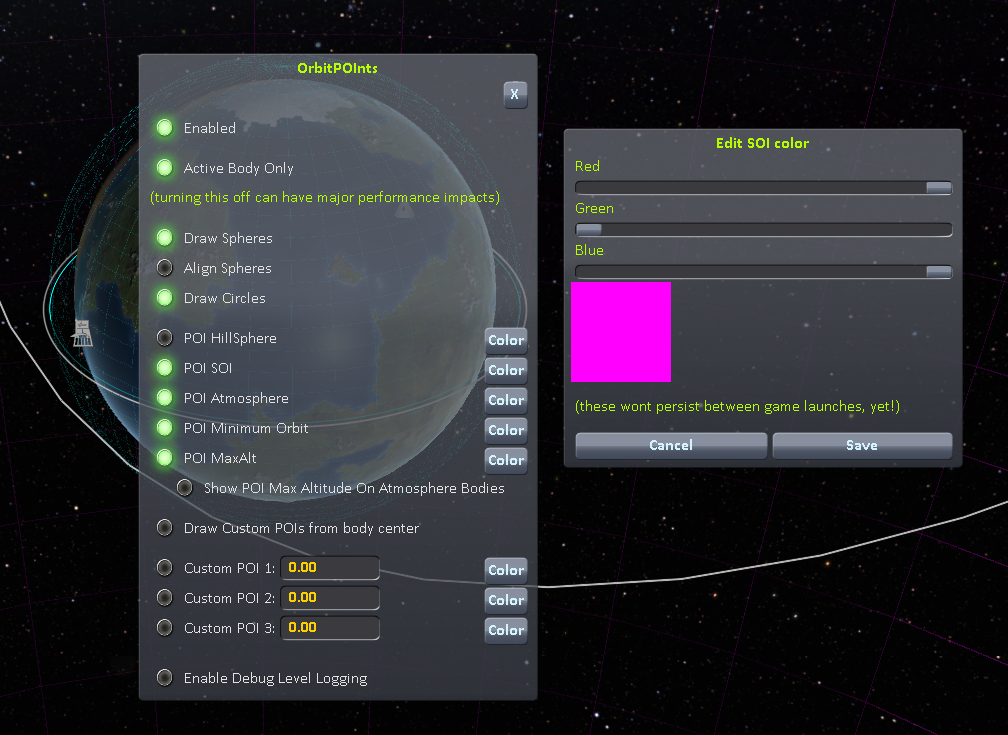 OrbitPOInts
X
Enabled
Active Body Only
(turning this off can have major performance impacts)
Draw Spheres
Align Spheres
Draw Circles
POI HillSphere Color
POI SOI Color
POI Atmosphere Color
POI Minimum Orbit Color
POI MaxAlt Color
Show POI Max Altitude On Atmosphere Bodies
Draw Custom POIs from body center
Custom POI 1: 0.00 Color
Custom POI 2: 0.00 Color
Custom POI 3: 0.00 Color
Enable Debug Level Logging
Edit SOI color
Red
Green
Blue
(these wont persist between game launches, yet!)
Cancel Save